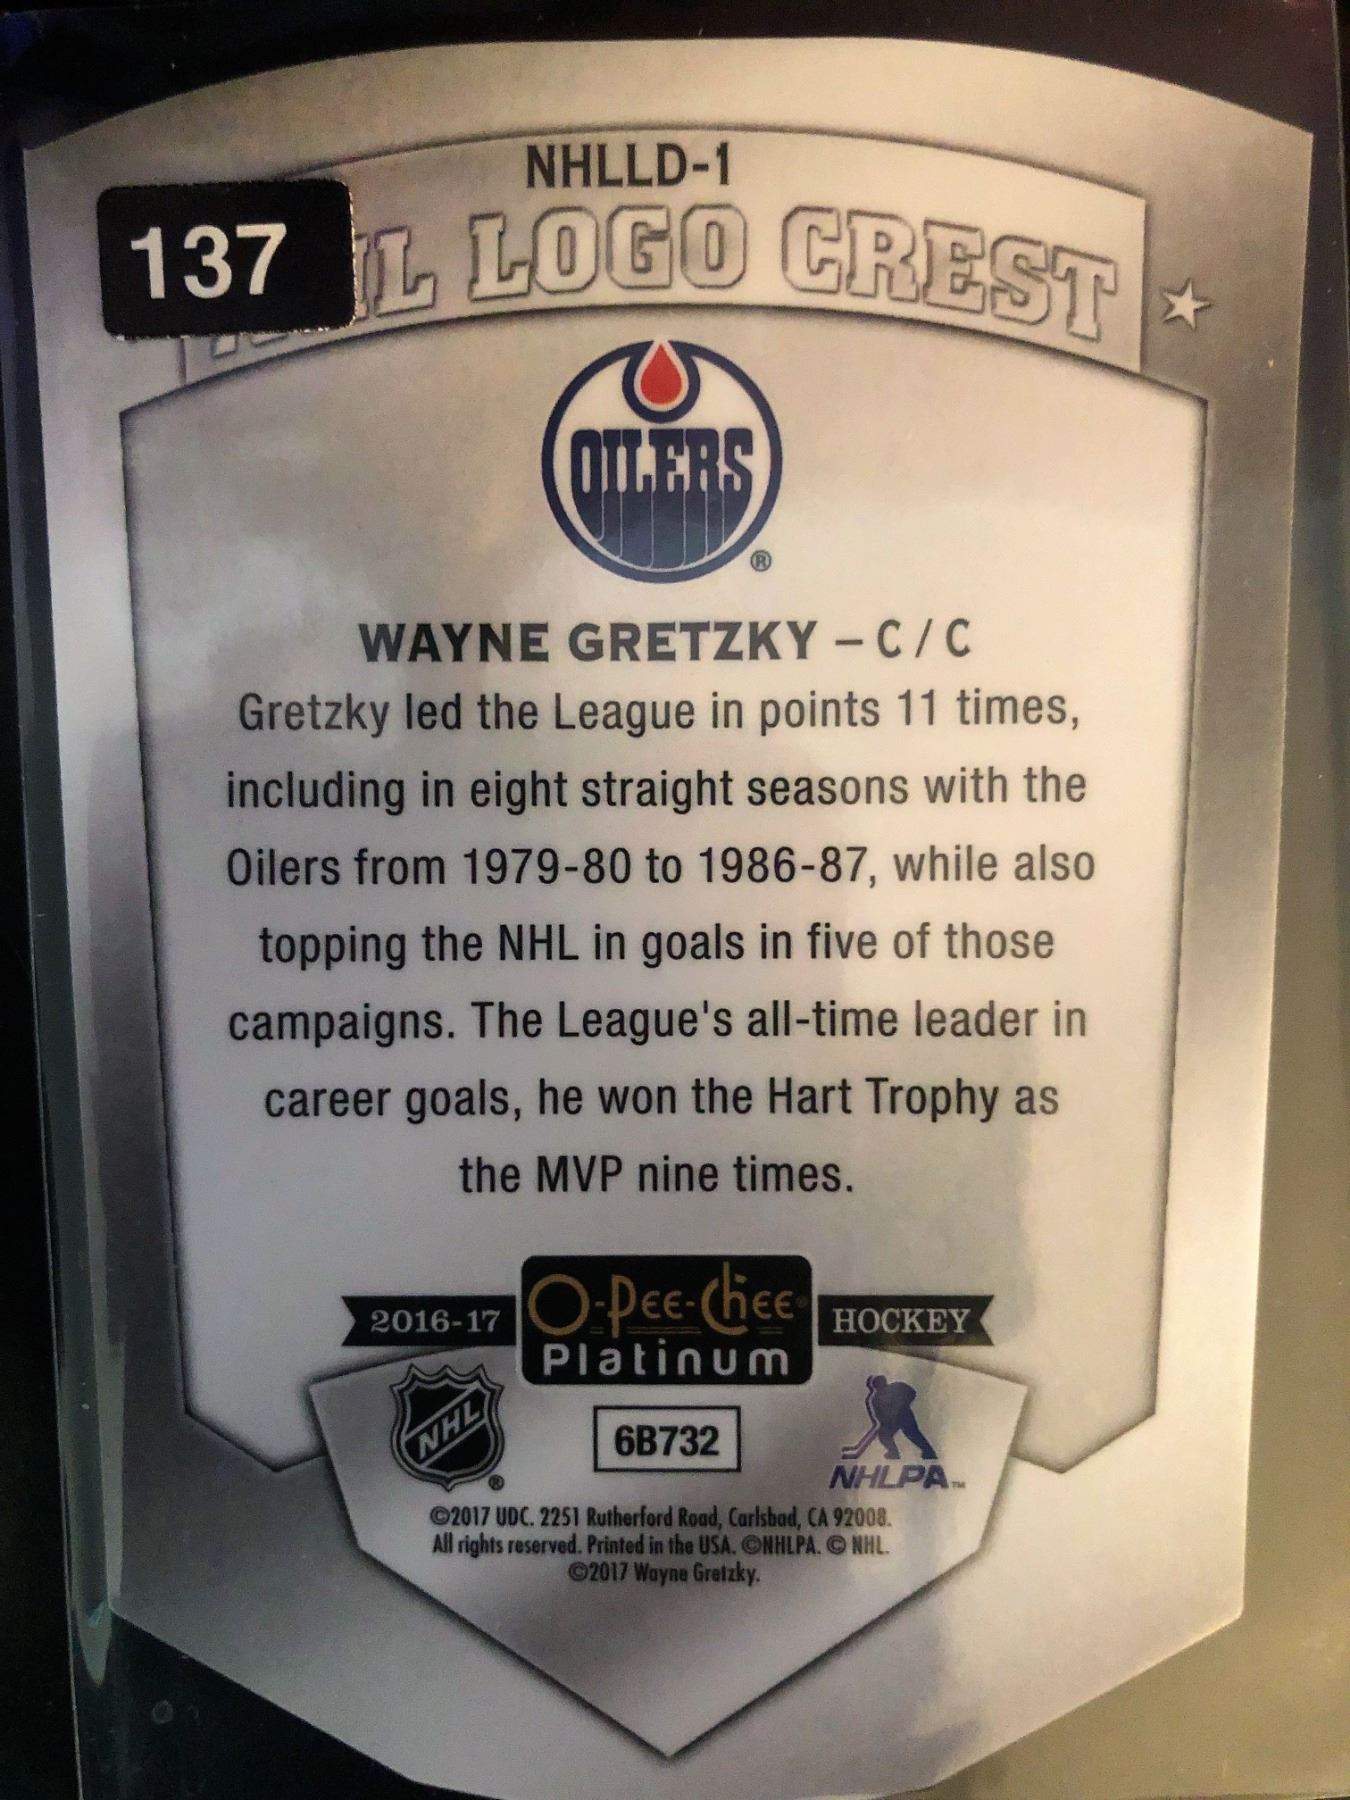 NHLLD-1
137
LOGO CREST
OILERS
®
WAYNE GRETZKY – C / C
Gretzky led the League in points 11 times,
including in eight straight seasons with the
Oilers from 1979-80 to 1986-87, while also
topping the NHL in goals in five of those
campaigns. The League's all-time leader in
career goals, he won the Hart Trophy as
the MVP nine times.
2016-17 O-Pee-Chee® HOCKEY
Platinum
NHL ®
6B732
NHLPA™
©2017 UDC. 2251 Rutherford Road, Carlsbad, CA 92008.
All rights reserved. Printed in the USA. ©NHLPA. © NHL.
©2017 Wayne Gretzky.